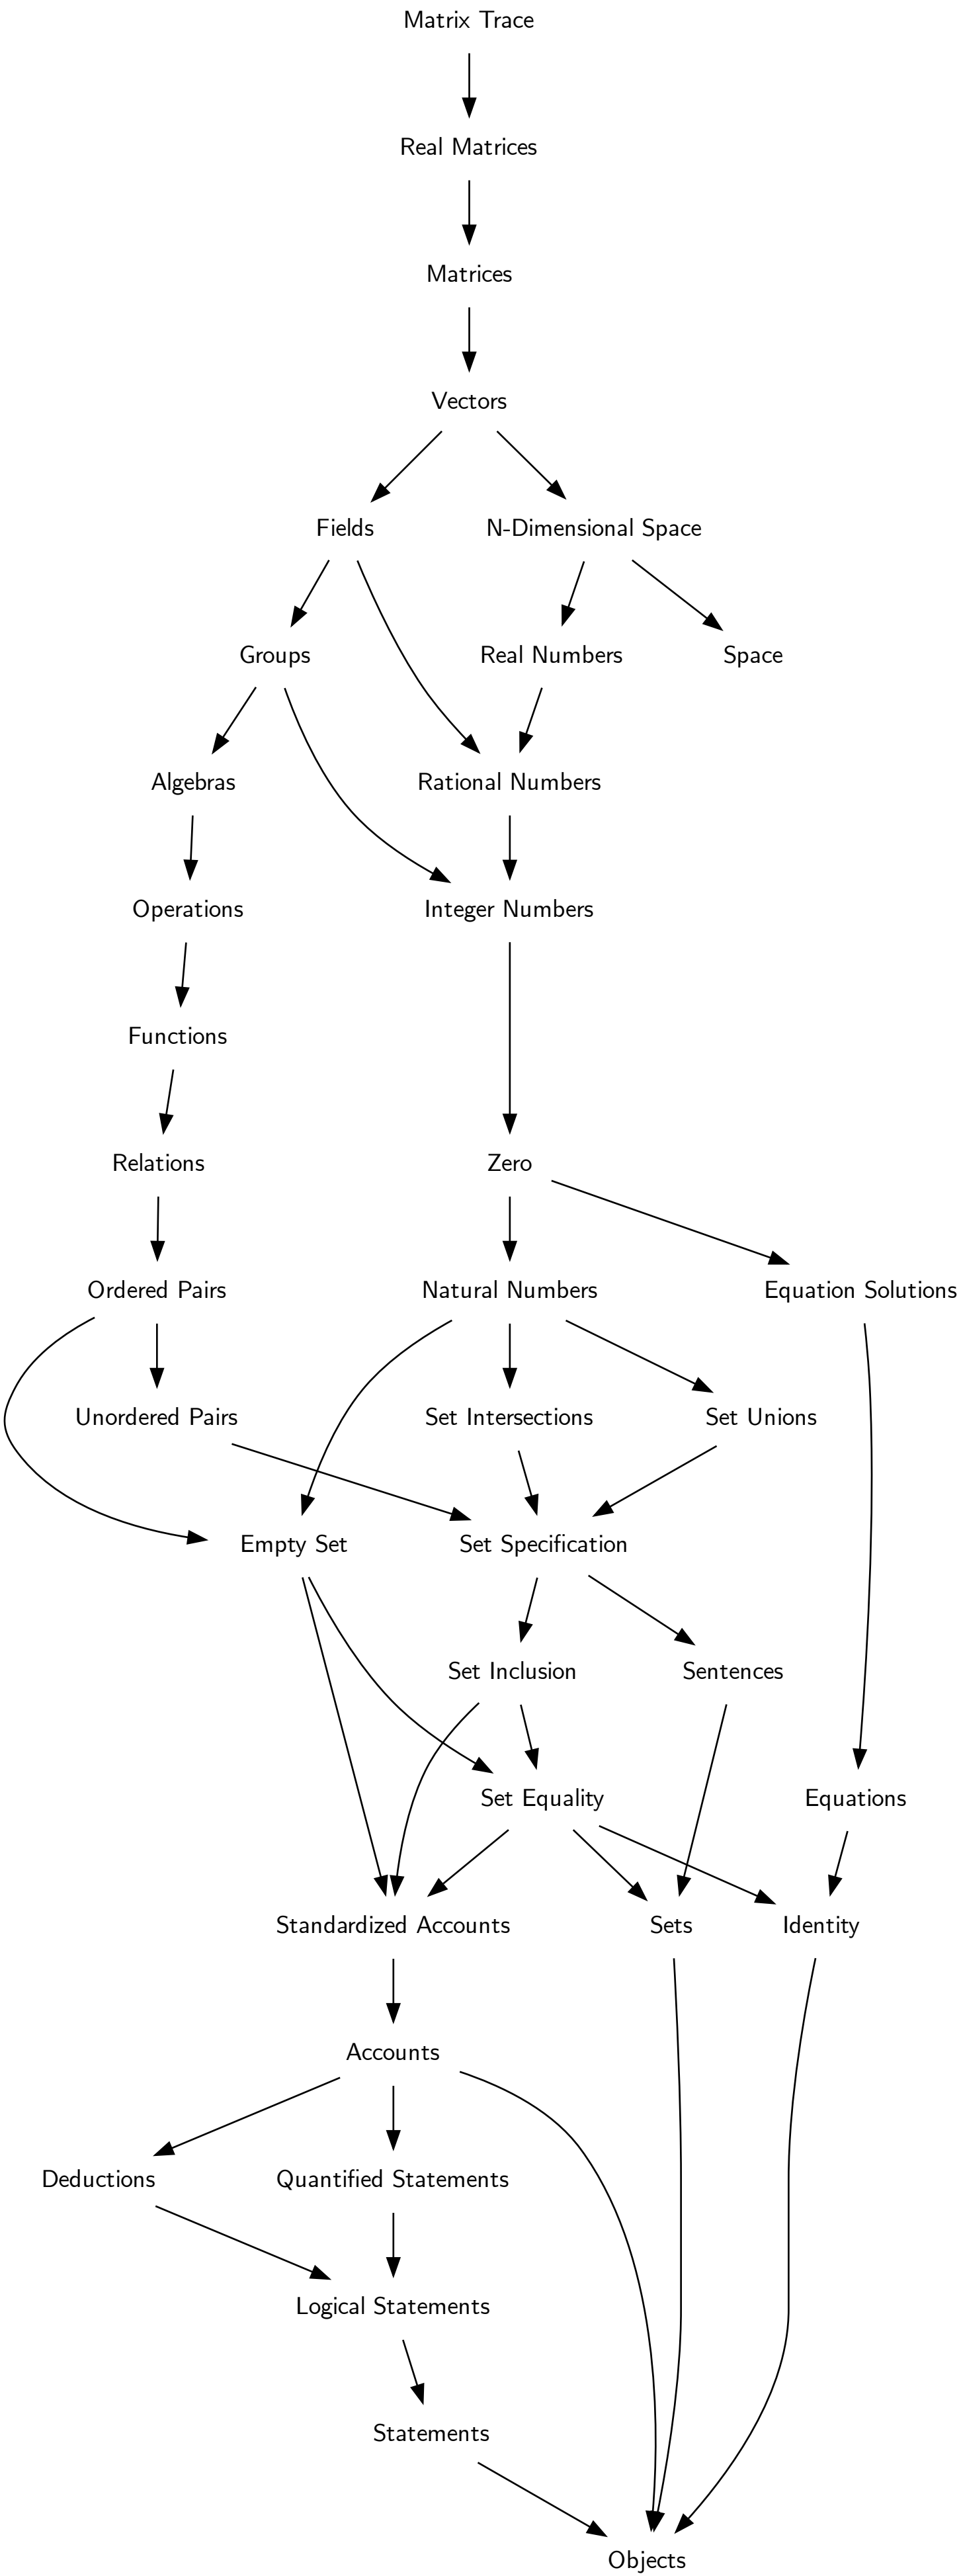 Matrix Trace
Real Matrices
Matrices
Vectors
Fields
N-Dimensional Space
Groups
Real Numbers
Space
Algebras
Rational Numbers
Operations
Integer Numbers
Functions
Relations
Zero
Ordered Pairs
Natural Numbers
Equation Solutions
Unordered Pairs
Set Intersections
Set Unions
Empty Set
Set Specification
Set Inclusion
Sentences
Set Equality
Equations
Standardized Accounts
Sets
Identity
Accounts
Deductions
Quantified Statements
Logical Statements
Statements
Objects